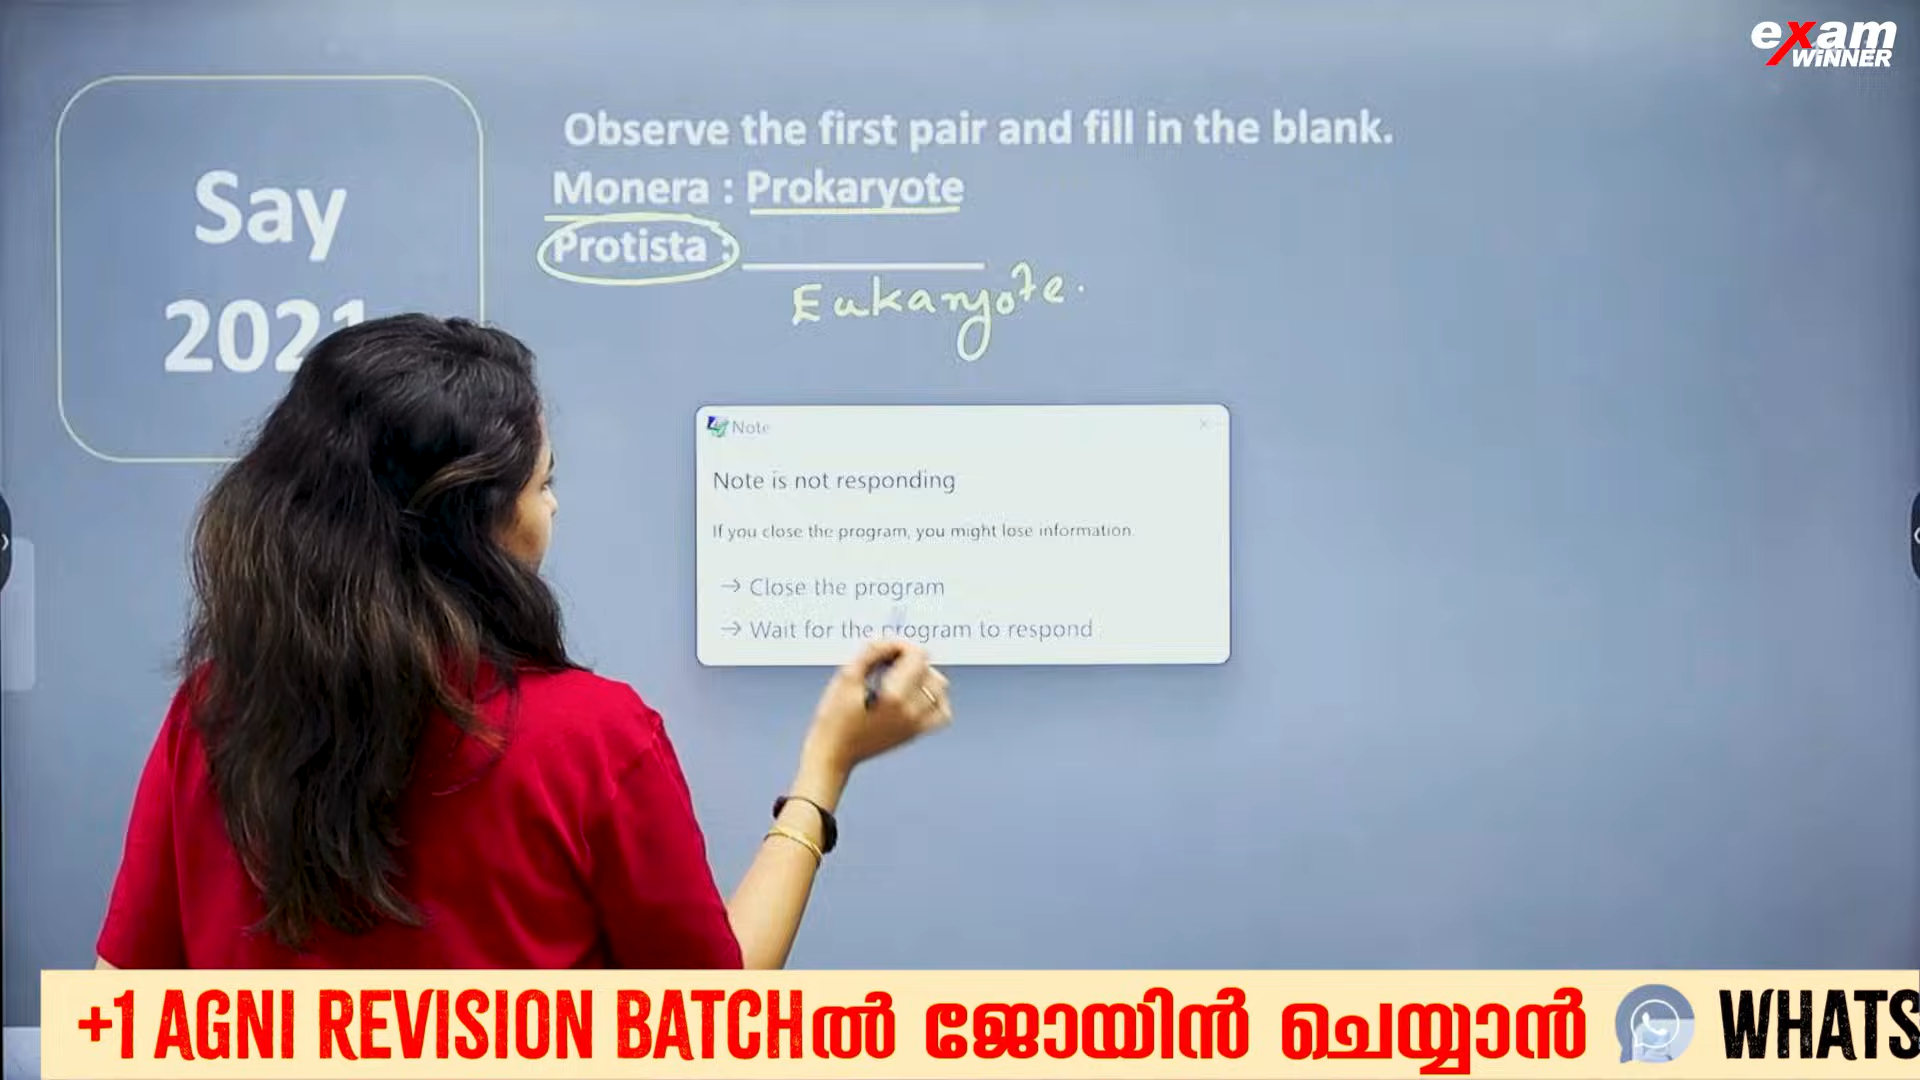 exam
WiNNER
Say
2021
Observe the first pair and fill in the blank.
Monera : Prokaryote
Protista :
Eukaryote.
Note
Note is not responding
If you close the program, you might lose information.
→ Close the program
→ Wait for the program to respond
+1 AGNI REVISION BATCHൽ ജോയിൻ ചെയ്യാൻ WHATS